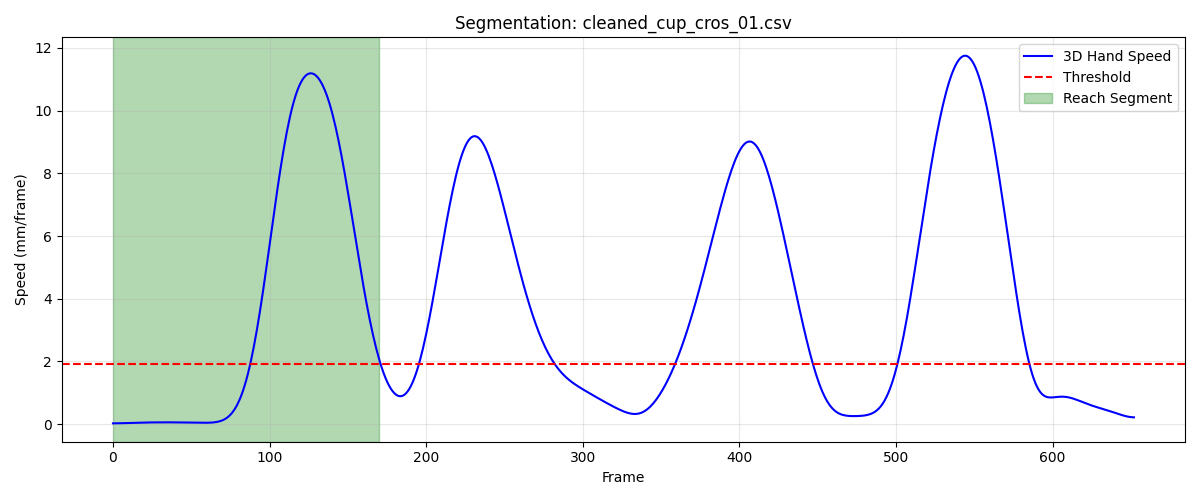 Segmentation: cleaned_cup_cros_01.csv
3D Hand Speed
Threshold
Reach Segment
Speed (mm/frame)
12
10
8
6
4
2
0
0 100 200 300 400 500 600
Frame